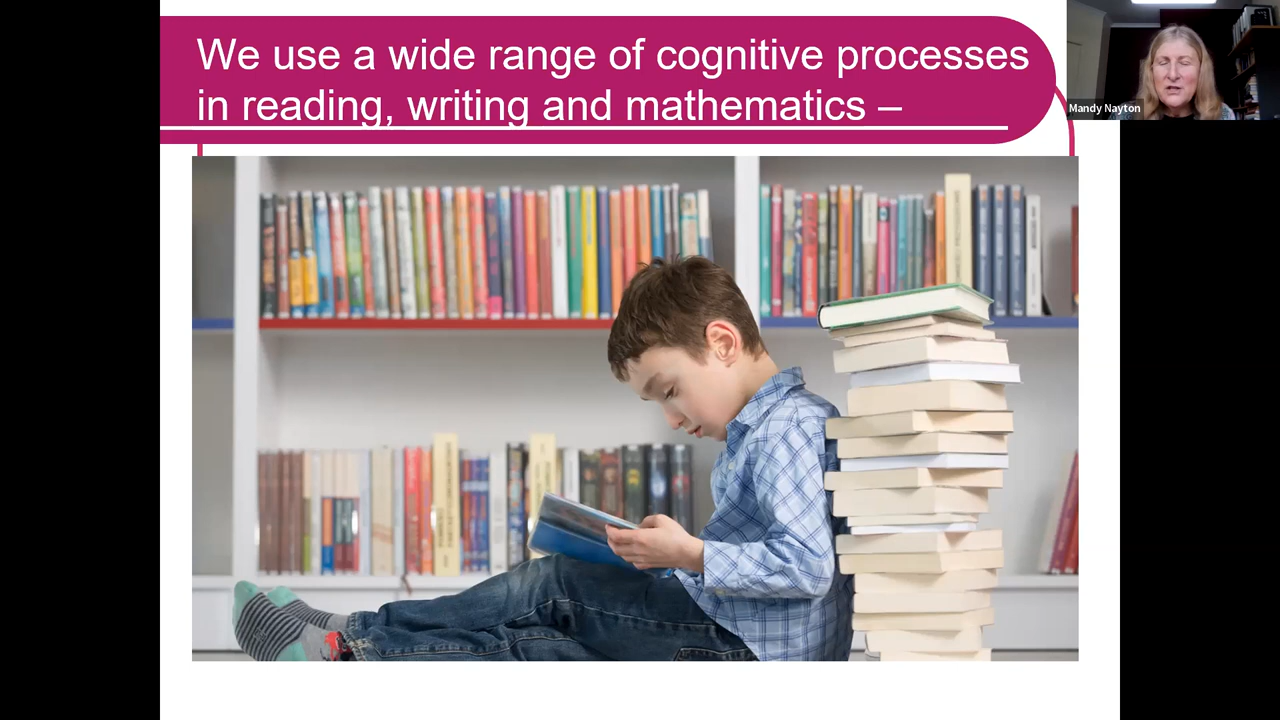 We use a wide range of cognitive processes
in reading, writing and mathematics –
Mandy Nayton